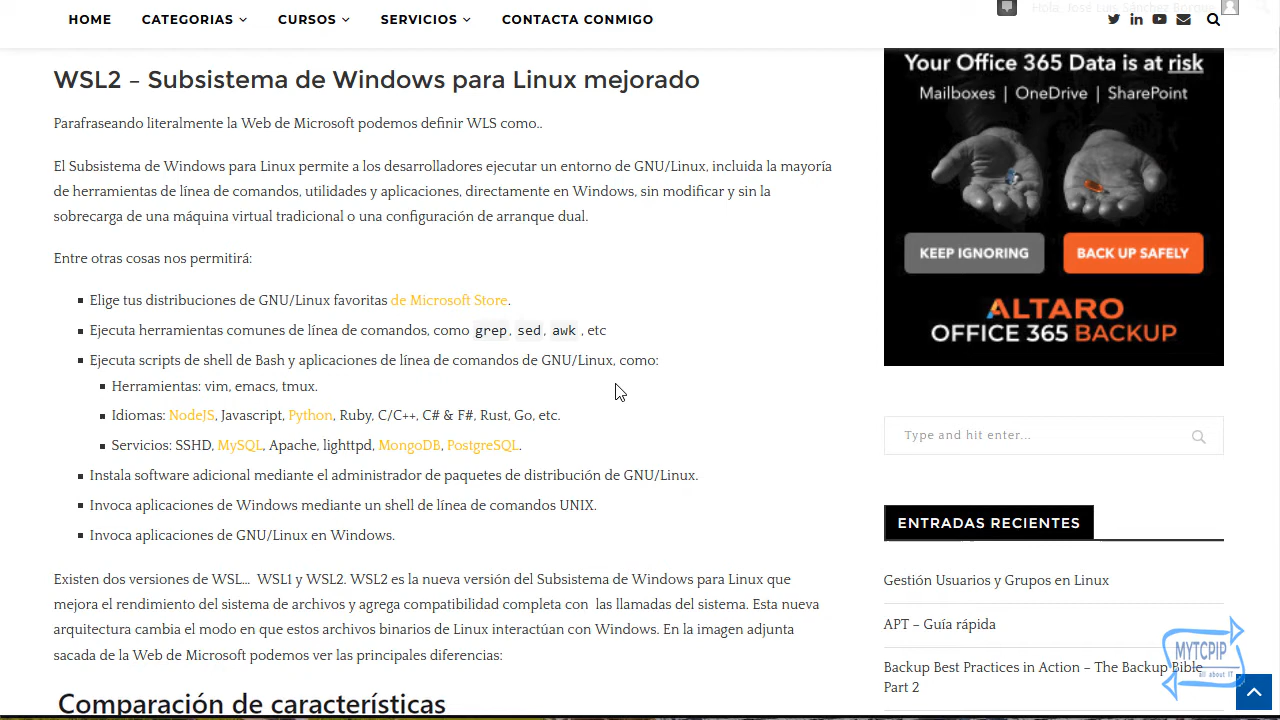 HOME
CATEGORIAS
CURSOS
SERVICIOS
CONTACTA CONMIGO
Hola, José Luis Sánchez Borque
WSL2 – Subsistema de Windows para Linux mejorado
Parafraseando literalmente la Web de Microsoft podemos definir WLS como..
El Subsistema de Windows para Linux permite a los desarrolladores ejecutar un entorno de GNU/Linux, incluida la mayoría
de herramientas de línea de comandos, utilidades y aplicaciones, directamente en Windows, sin modificar y sin la
sobrecarga de una máquina virtual tradicional o una configuración de arranque dual.
Entre otras cosas nos permitirá:
Elige tus distribuciones de GNU/Linux favoritas de Microsoft Store.
Ejecuta herramientas comunes de línea de comandos, como grep, sed, awk , etc
Ejecuta scripts de shell de Bash y aplicaciones de línea de comandos de GNU/Linux, como:
Herramientas: vim, emacs, tmux.
Idiomas: NodeJS, Javascript, Python, Ruby, C/C++, C# & F#, Rust, Go, etc.
Servicios: SSHD, MySQL, Apache, lighttpd, MongoDB, PostgreSQL.
Instala software adicional mediante el administrador de paquetes de distribución de GNU/Linux.
Invoca aplicaciones de Windows mediante un shell de línea de comandos UNIX.
Invoca aplicaciones de GNU/Linux en Windows.
Existen dos versiones de WSL… WSL1 y WSL2. WSL2 es la nueva versión del Subsistema de Windows para Linux que
mejora el rendimiento del sistema de archivos y agrega compatibilidad completa con las llamadas del sistema. Esta nueva
arquitectura cambia el modo en que estos archivos binarios de Linux interactúan con Windows. En la imagen adjunta
sacada de la Web de Microsoft podemos ver las principales diferencias:
Comparación de características
Your Office 365 Data is at risk
Mailboxes | OneDrive | SharePoint
KEEP IGNORING
BACK UP SAFELY
ALTARO
OFFICE 365 BACKUP
Type and hit enter...
ENTRADAS RECIENTES
Gestión Usuarios y Grupos en Linux
APT – Guía rápida
Backup Best Practices in Action – The Backup Bible
Part 2
MYTCPIP
all about IT